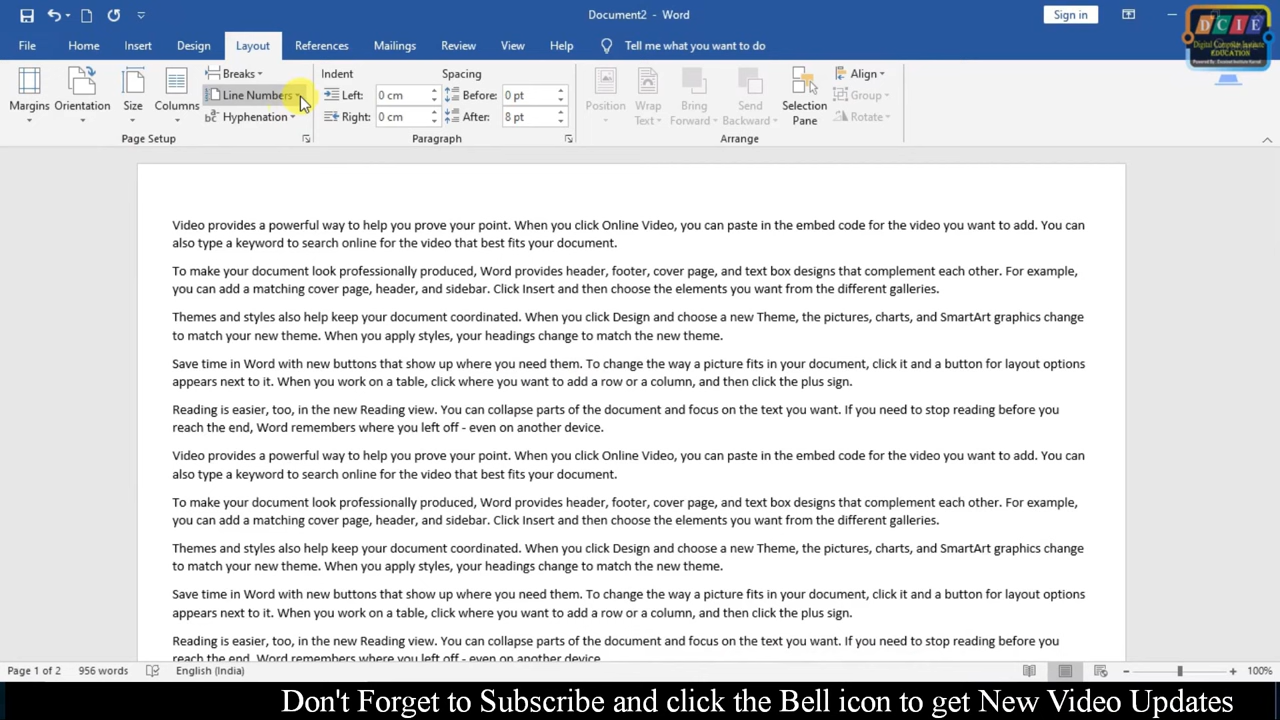 Document2 - Word
Sign in
DCIE
EDUCATION
File Home Insert Design Layout References Mailings Review View Help Tell me what you want to do
Breaks
Line Numbers
Hyphenation
Margins Orientation Size Columns
Page Setup
Indent
Left: 0 cm
Right: 0 cm
Spacing
Before: 0 pt
After: 8 pt
Paragraph
Position Wrap Text Bring Forward Send Backward Selection Pane
Align
Group
Rotate
Arrange
Video provides a powerful way to help you prove your point. When you click Online Video, you can paste in the embed code for the video you want to add. You can
also type a keyword to search online for the video that best fits your document.
To make your document look professionally produced, Word provides header, footer, cover page, and text box designs that complement each other. For example,
you can add a matching cover page, header, and sidebar. Click Insert and then choose the elements you want from the different galleries.
Themes and styles also help keep your document coordinated. When you click Design and choose a new Theme, the pictures, charts, and SmartArt graphics change
to match your new theme. When you apply styles, your headings change to match the new theme.
Save time in Word with new buttons that show up where you need them. To change the way a picture fits in your document, click it and a button for layout options
appears next to it. When you work on a table, click where you want to add a row or a column, and then click the plus sign.
Reading is easier, too, in the new Reading view. You can collapse parts of the document and focus on the text you want. If you need to stop reading before you
reach the end, Word remembers where you left off - even on another device.
Video provides a powerful way to help you prove your point. When you click Online Video, you can paste in the embed code for the video you want to add. You can
also type a keyword to search online for the video that best fits your document.
To make your document look professionally produced, Word provides header, footer, cover page, and text box designs that complement each other. For example,
you can add a matching cover page, header, and sidebar. Click Insert and then choose the elements you want from the different galleries.
Themes and styles also help keep your document coordinated. When you click Design and choose a new Theme, the pictures, charts, and SmartArt graphics change
to match your new theme. When you apply styles, your headings change to match the new theme.
Save time in Word with new buttons that show up where you need them. To change the way a picture fits in your document, click it and a button for layout options
appears next to it. When you work on a table, click where you want to add a row or a column, and then click the plus sign.
Reading is easier, too, in the new Reading view. You can collapse parts of the document and focus on the text you want. If you need to stop reading before you
reach the end, Word remembers where you left off - even on another device.
Page 1 of 2 956 words English (India) 100%
Don't Forget to Subscribe and click the Bell icon to get New Video Updates